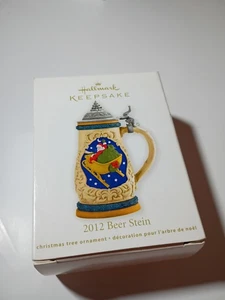 Hallmark
KEEPSAKE
2012 Beer Stein
christmas tree ornament • décoration pour l'arbre de noël